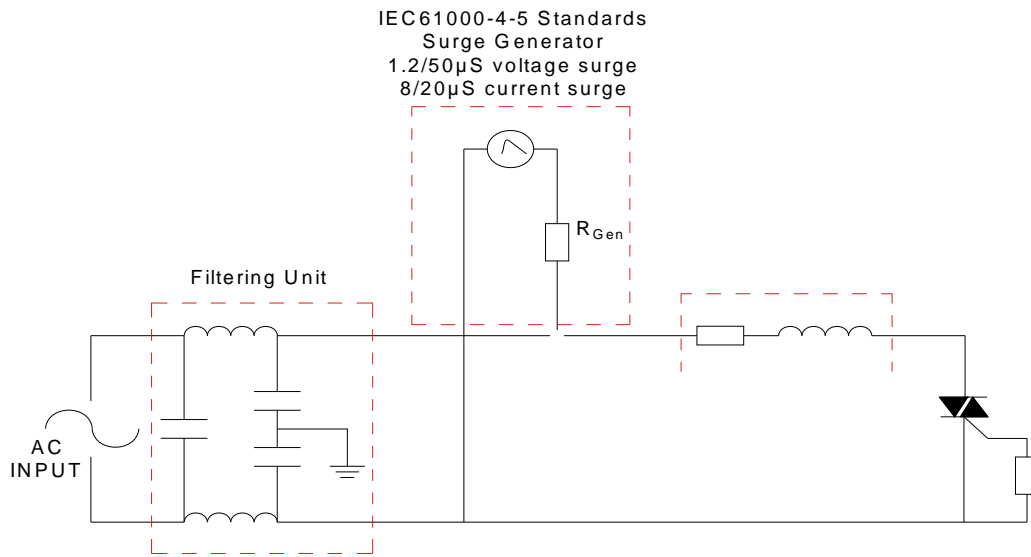 IEC61000-4-5 Standards
Surge Generator
1.2/50µS voltage surge
8/20µS current surge
R Gen
Filtering Unit
AC
INPUT